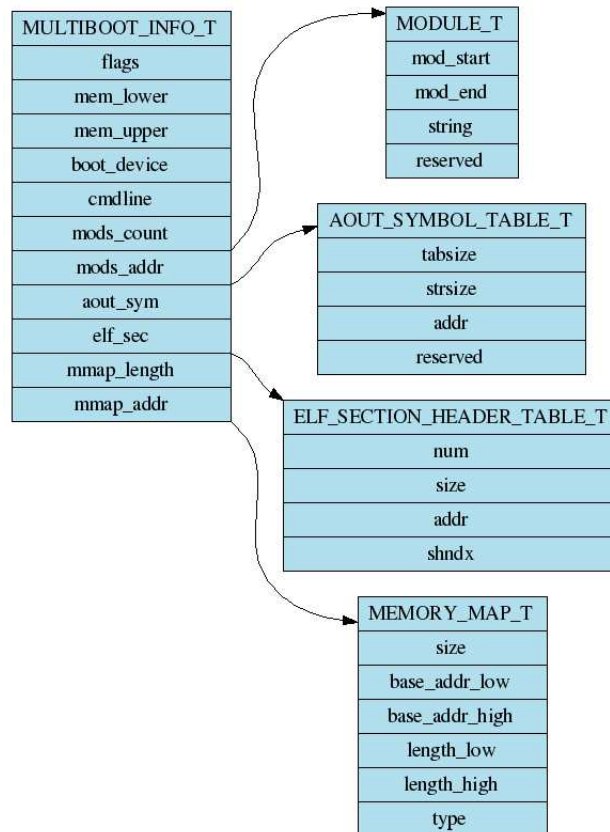 MULTIBOOT_INFO_T
flags
mem_lower
mem_upper
boot_device
cmdline
mods_count
mods_addr
aout_sym
elf_sec
mmap_length
mmap_addr
MODULE_T
mod_start
mod_end
string
reserved
AOUT_SYMBOL_TABLE_T
tabsize
strsize
addr
reserved
ELF_SECTION_HEADER_TABLE_T
num
size
addr
shndx
MEMORY_MAP_T
size
base_addr_low
base_addr_high
length_low
length_high
type